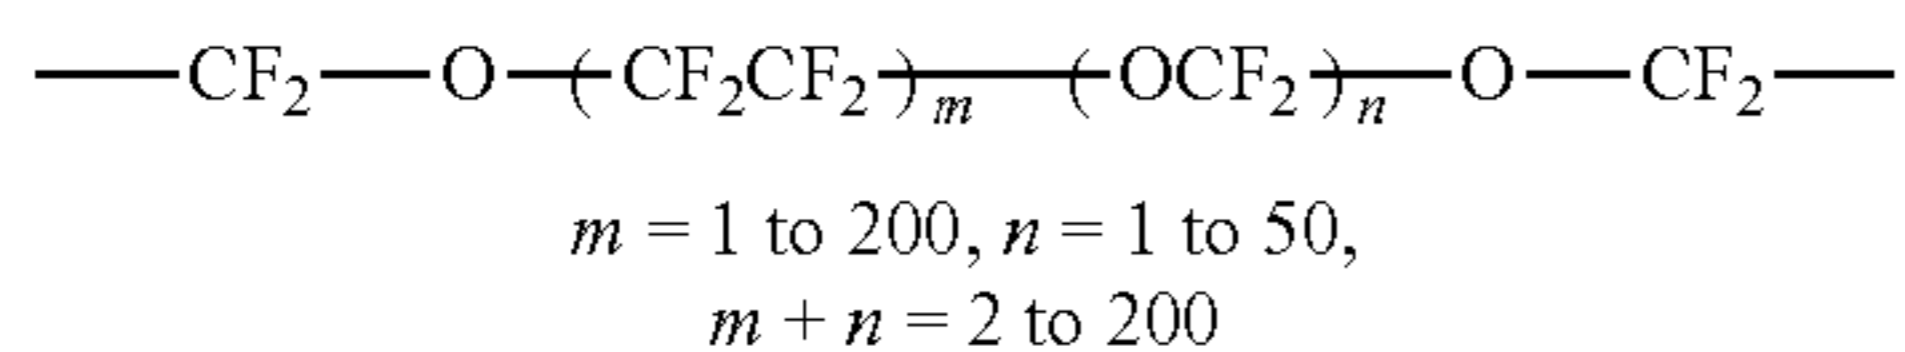 —CF₂—O—(CF₂CF₂)ₘ—(OCF₂)ₙ—O—CF₂—
m = 1 to 200, n = 1 to 50,
m + n = 2 to 200